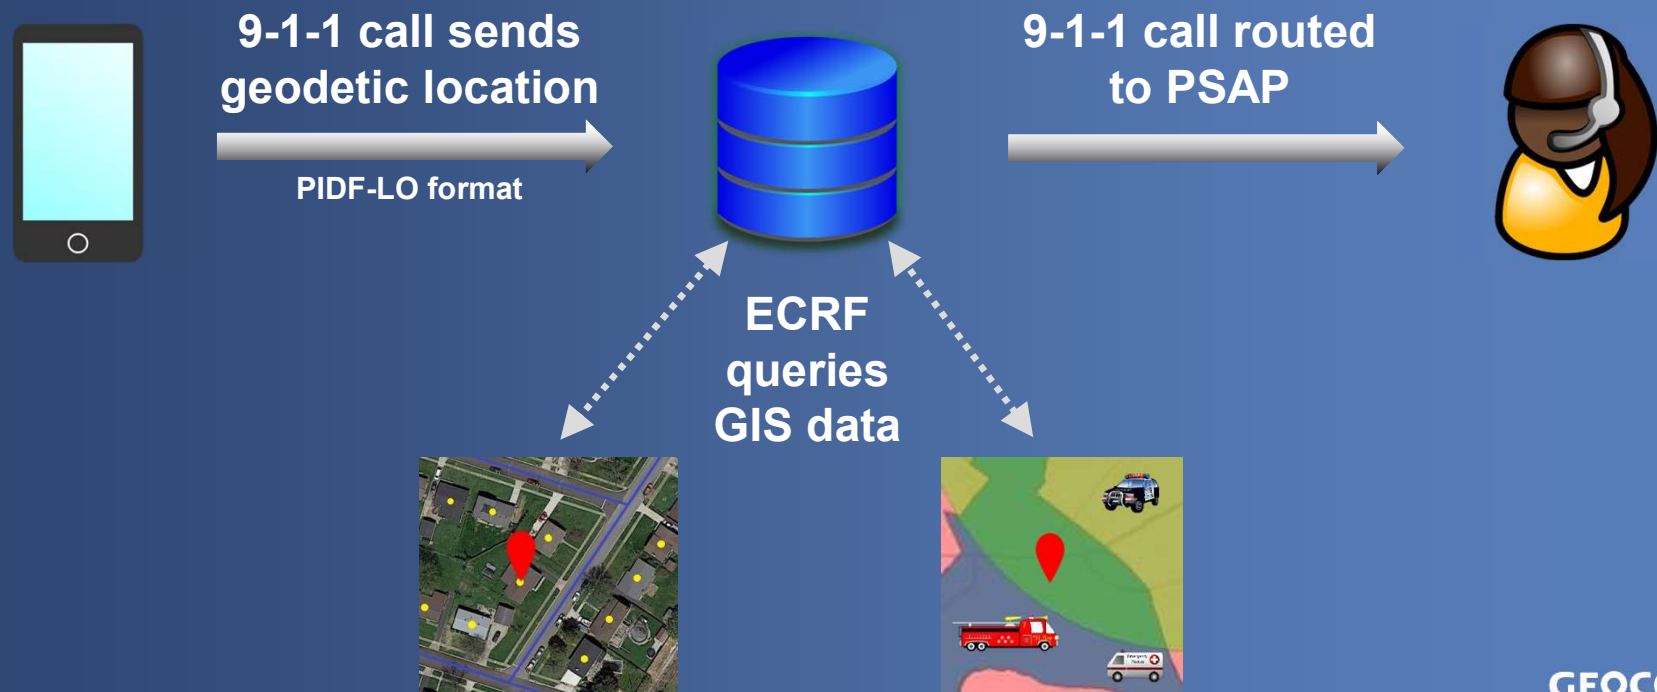 9-1-1 call sends
geodetic location
PIDF-LO format
9-1-1 call routed
to PSAP
ECRF
queries
GIS data